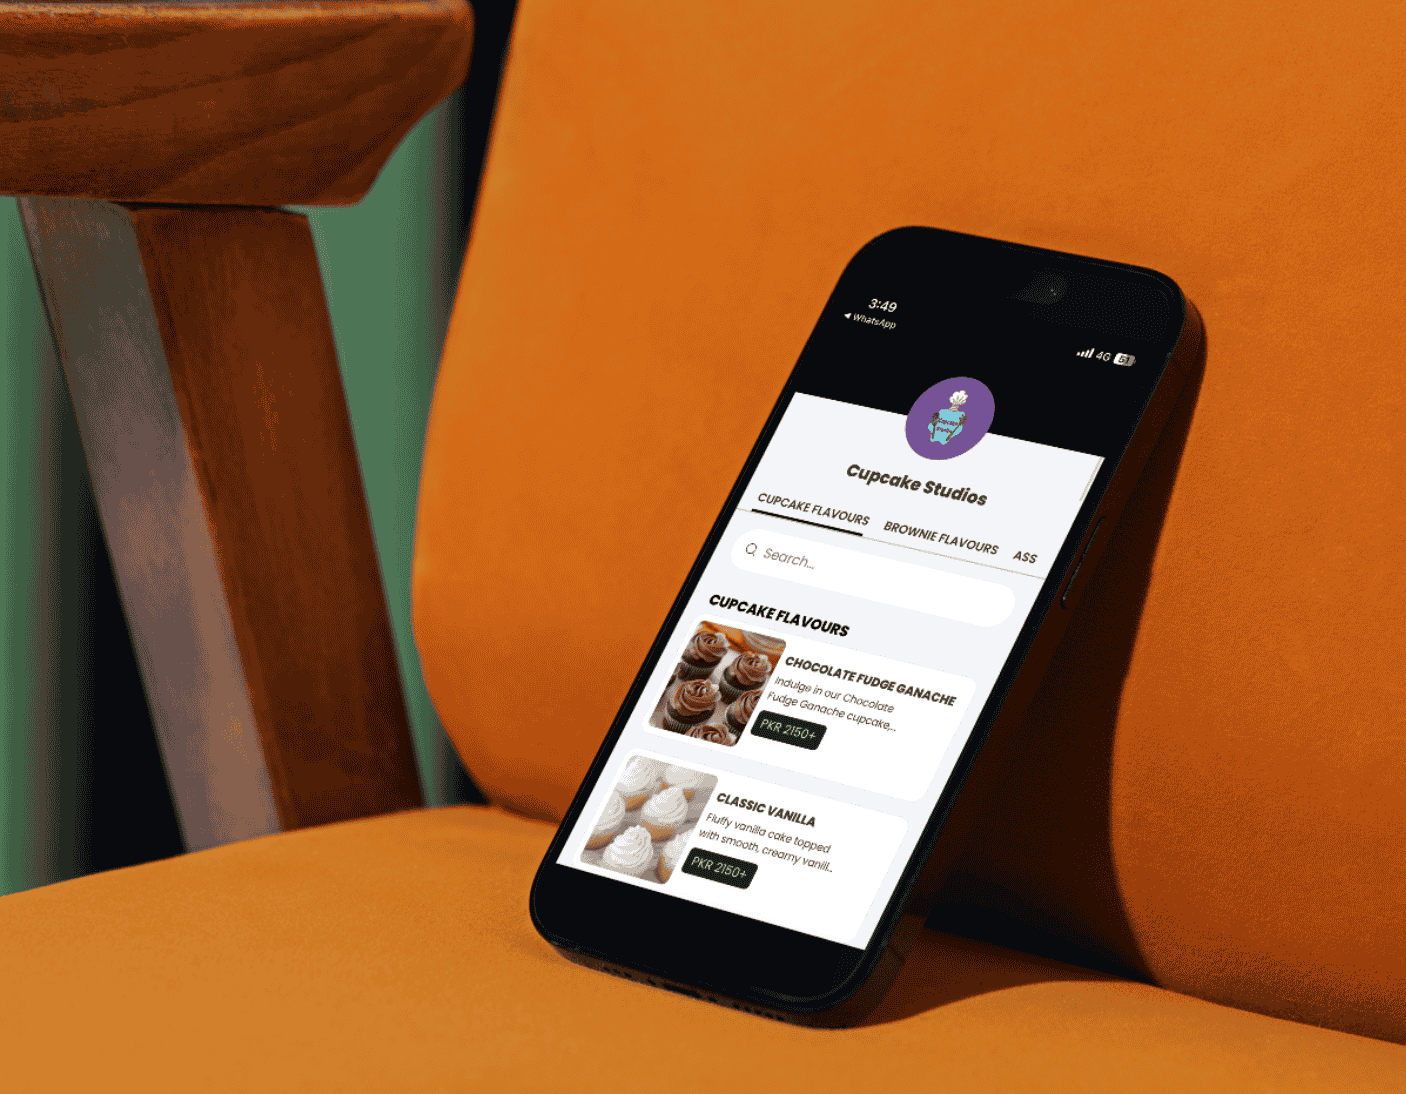 3:49
◀ WhatsApp
4G 51
Cupcake
Studios
Cupcake Studios
CUPCAKE FLAVOURS BROWNIE FLAVOURS ASS
Search...
CUPCAKE FLAVOURS
CHOCOLATE FUDGE GANACHE
Indulge in our Chocolate
Fudge Ganache cupcake,...
PKR 2150+
CLASSIC VANILLA
Fluffy vanilla cake topped
with smooth, creamy vanill...
PKR 2150+